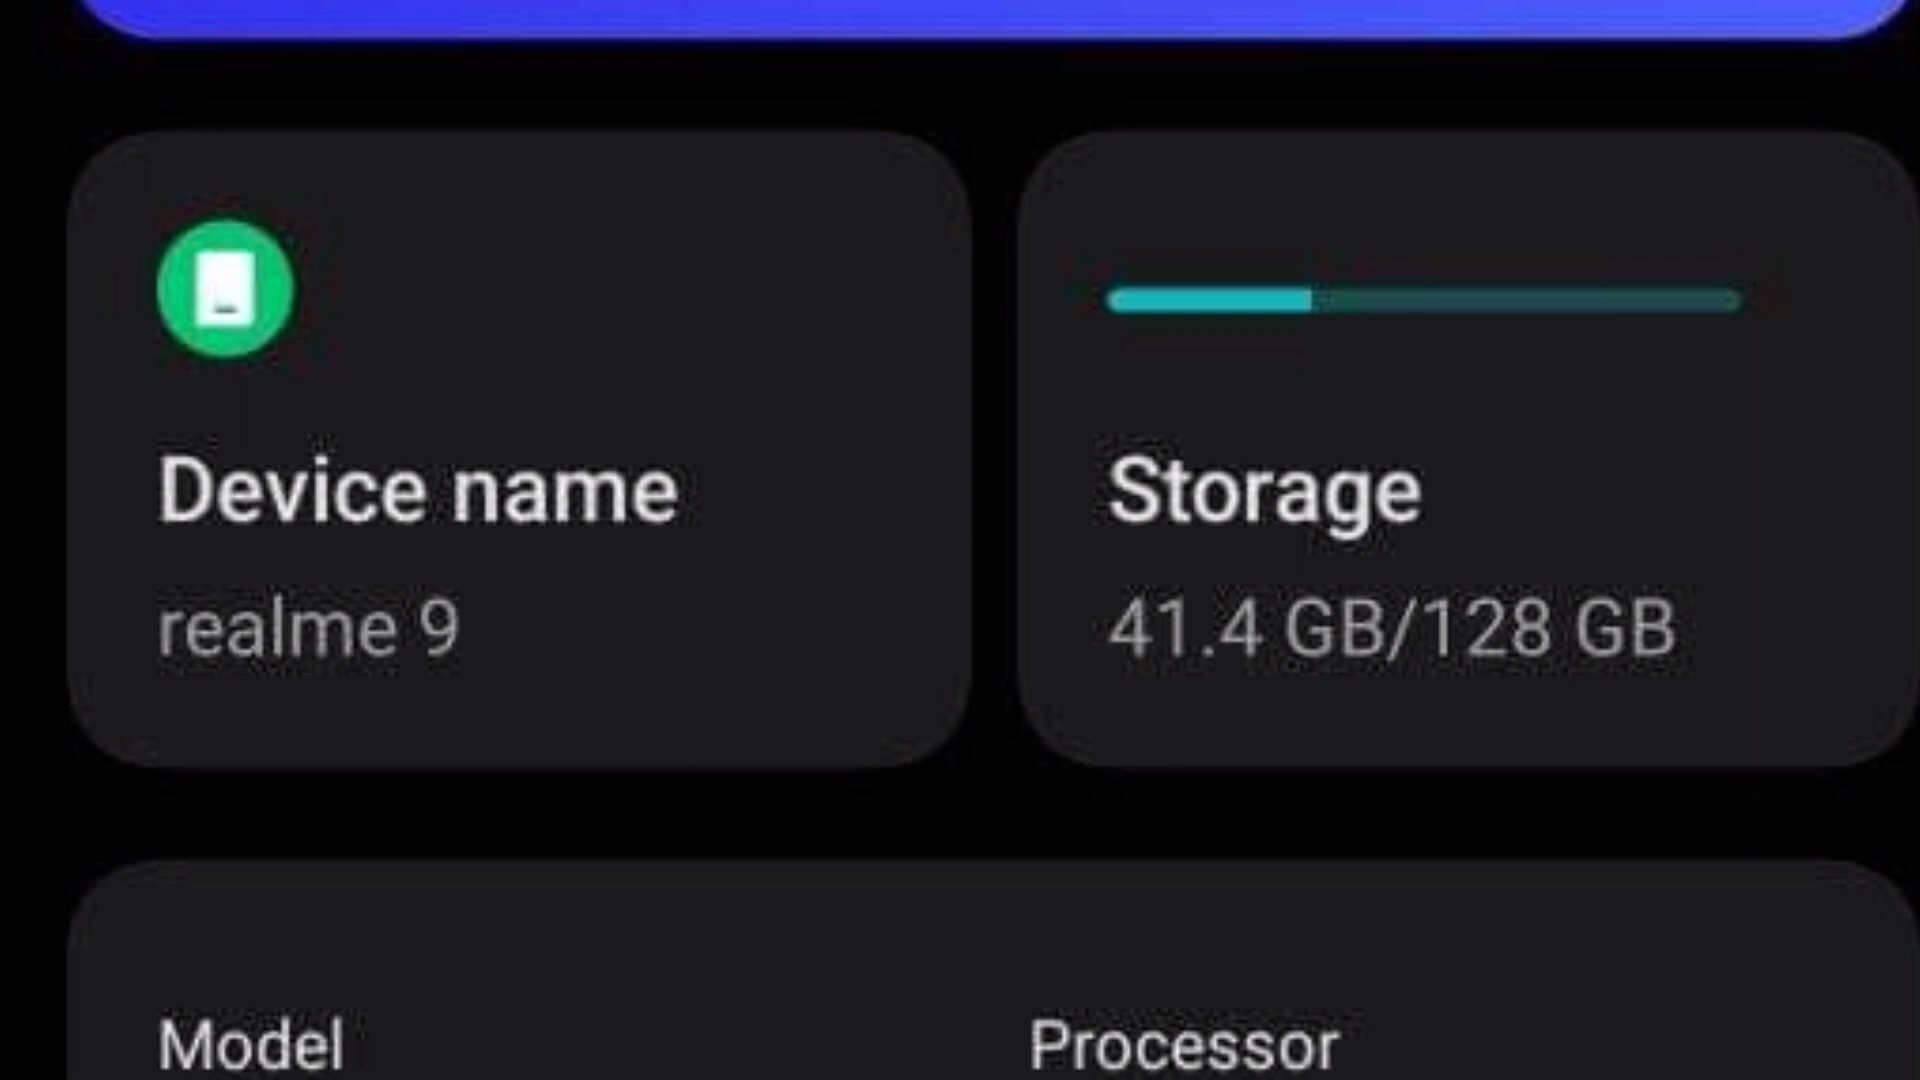 Device name
realme 9
Storage
41.4 GB/128 GB
Model
Processor